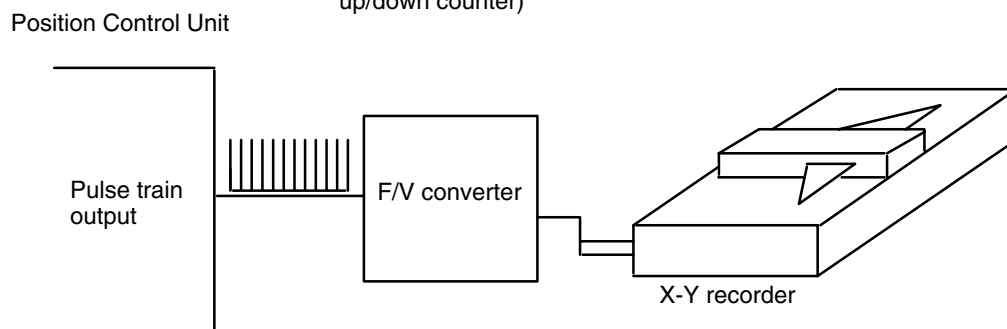 up/down counter)
Position Control Unit
Pulse train
output
F/V converter
X-Y recorder